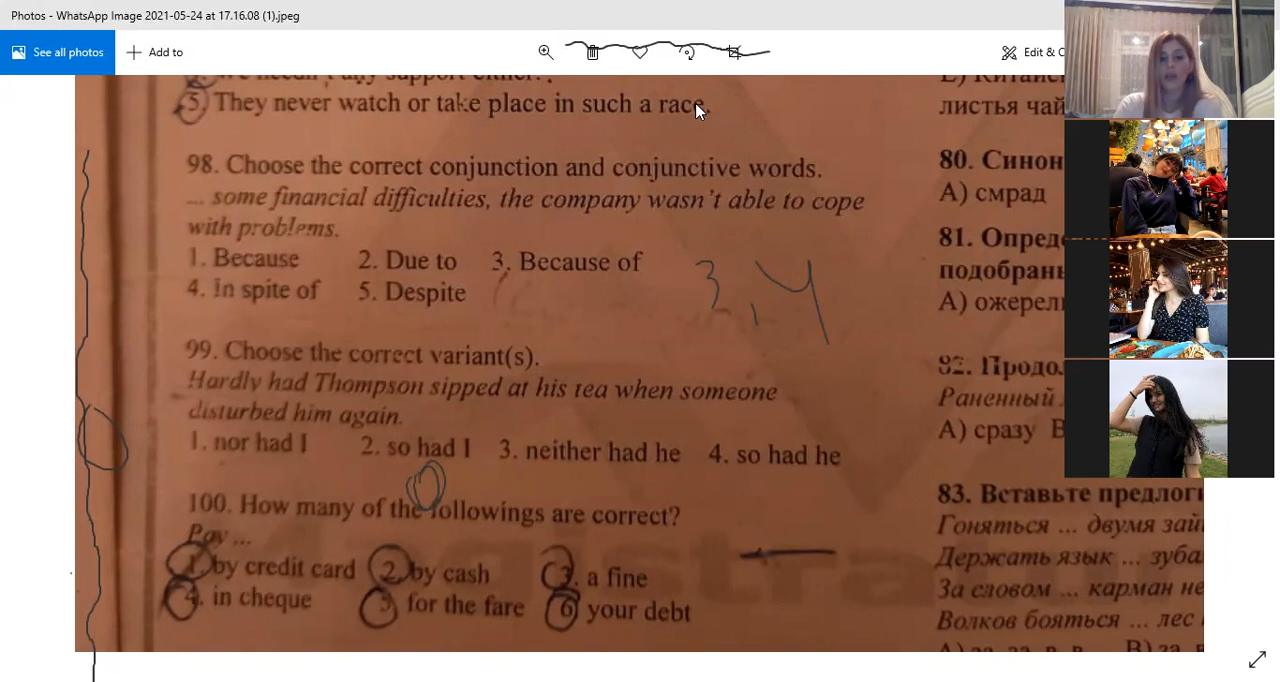 Photos - WhatsApp Image 2021-05-24 at 17.16.08 (1).jpeg
See all photos
Add to
Edit & C
5) They never watch or take place in such a race.
98. Choose the correct conjunction and conjunctive words.
... some financial difficulties, the company wasn't able to cope
with problems.
1. Because 2. Due to 3. Because of
4. In spite of 5. Despite
3,4
99. Choose the correct variant(s).
Hardly had Thompson sipped at his tea when someone
disturbed him again.
1. nor had I 2. so had I 3. neither had he 4. so had he
100. How many of the followings are correct?
Pay ...
1. by credit card 2. by cash 3. a fine
4. in cheque 5 for the fare 6 your debt
листья чай
80. Синон
А) смрад
81. Опред
подобрань
А) ожерел
82. Продо
Раненный
А) сразу В
83. Вставьте предлоги
Гоняться ... двумя зай
Держать язык ... зуба
За словом ... карман не
Волков бояться ... лес